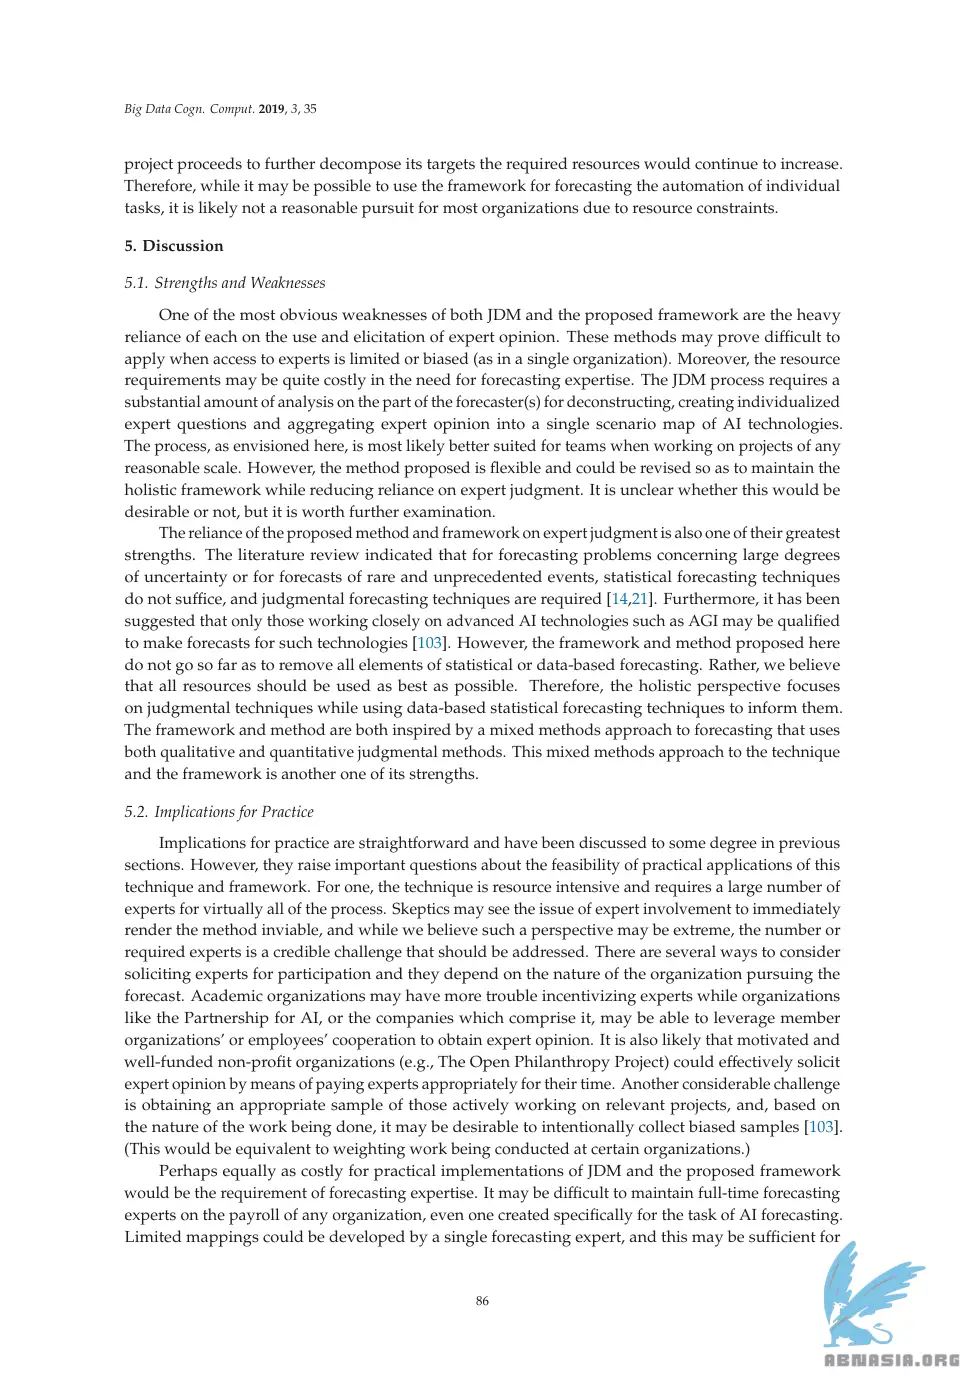 Big Data Cogn. Comput. 2019, 3, 35
project proceeds to further decompose its targets the required resources would continue to increase.
Therefore, while it may be possible to use the framework for forecasting the automation of individual
tasks, it is likely not a reasonable pursuit for most organizations due to resource constraints.
5. Discussion
5.1. Strengths and Weaknesses
One of the most obvious weaknesses of both JDM and the proposed framework are the heavy
reliance of each on the use and elicitation of expert opinion. These methods may prove difficult to
apply when access to experts is limited or biased (as in a single organization). Moreover, the resource
requirements may be quite costly in the need for forecasting expertise. The JDM process requires a
substantial amount of analysis on the part of the forecaster(s) for deconstructing, creating individualized
expert questions and aggregating expert opinion into a single scenario map of AI technologies.
The process, as envisioned here, is most likely better suited for teams when working on projects of any
reasonable scale. However, the method proposed is flexible and could be revised so as to maintain the
holistic framework while reducing reliance on expert judgment. It is unclear whether this would be
desirable or not, but it is worth further examination.
The reliance of the proposed method and framework on expert judgment is also one of their greatest
strengths. The literature review indicated that for forecasting problems concerning large degrees
of uncertainty or for forecasts of rare and unprecedented events, statistical forecasting techniques
do not suffice, and judgmental forecasting techniques are required [14,21]. Furthermore, it has been
suggested that only those working closely on advanced AI technologies such as AGI may be qualified
to make forecasts for such technologies [103]. However, the framework and method proposed here
do not go so far as to remove all elements of statistical or data-based forecasting. Rather, we believe
that all resources should be used as best as possible. Therefore, the holistic perspective focuses
on judgmental techniques while using data-based statistical forecasting techniques to inform them.
The framework and method are both inspired by a mixed methods approach to forecasting that uses
both qualitative and quantitative judgmental methods. This mixed methods approach to the technique
and the framework is another one of its strengths.
5.2. Implications for Practice
Implications for practice are straightforward and have been discussed to some degree in previous
sections. However, they raise important questions about the feasibility of practical applications of this
technique and framework. For one, the technique is resource intensive and requires a large number of
experts for virtually all of the process. Skeptics may see the issue of expert involvement to immediately
render the method inviable, and while we believe such a perspective may be extreme, the number or
required experts is a credible challenge that should be addressed. There are several ways to consider
soliciting experts for participation and they depend on the nature of the organization pursuing the
forecast. Academic organizations may have more trouble incentivizing experts while organizations
like the Partnership for AI, or the companies which comprise it, may be able to leverage member
organizations’ or employees’ cooperation to obtain expert opinion. It is also likely that motivated and
well-funded non-profit organizations (e.g., The Open Philanthropy Project) could effectively solicit
expert opinion by means of paying experts appropriately for their time. Another considerable challenge
is obtaining an appropriate sample of those actively working on relevant projects, and, based on
the nature of the work being done, it may be desirable to intentionally collect biased samples [103].
(This would be equivalent to weighting work being conducted at certain organizations.)
Perhaps equally as costly for practical implementations of JDM and the proposed framework
would be the requirement of forecasting expertise. It may be difficult to maintain full-time forecasting
experts on the payroll of any organization, even one created specifically for the task of AI forecasting.
Limited mappings could be developed by a single forecasting expert, and this may be sufficient for
86
ABNASIA.ORG